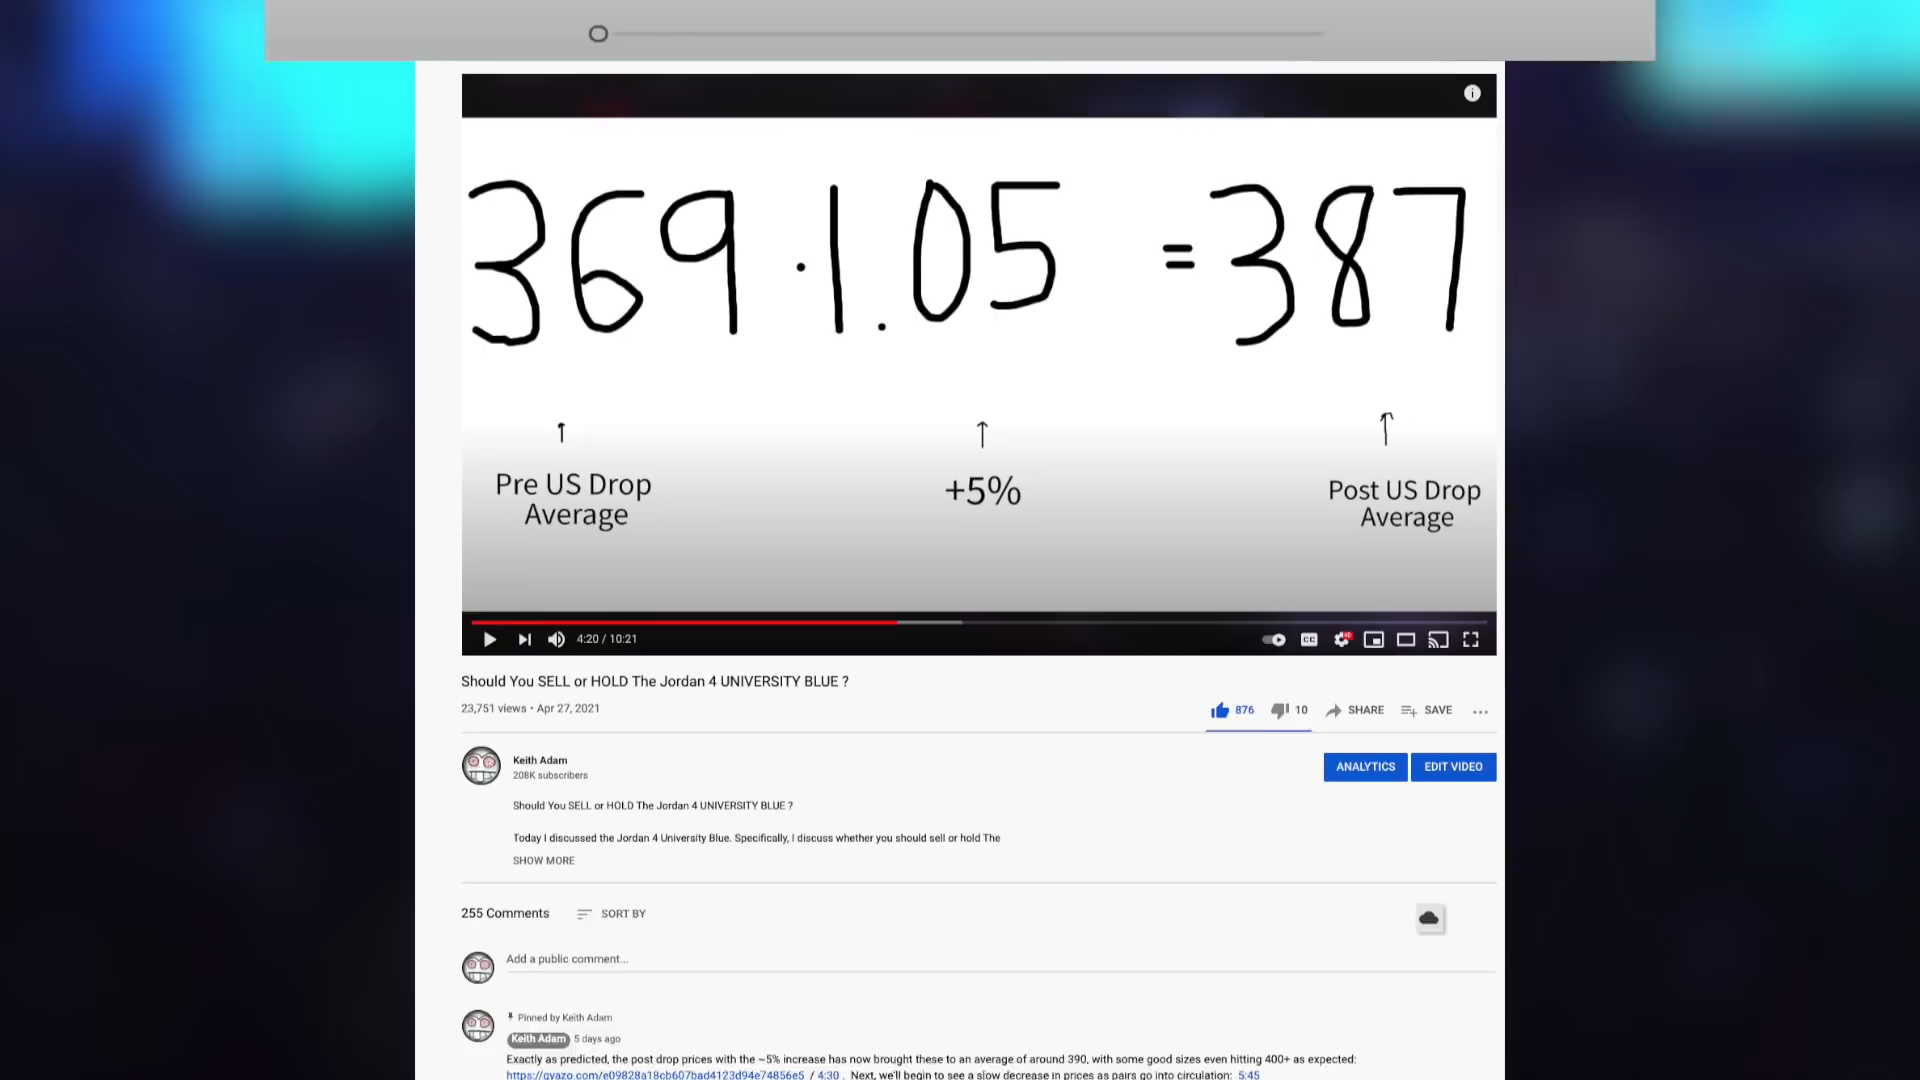 369 · 1.05 = 387
Pre US Drop
Average
+5%
Post US Drop
Average
4:20 / 10:21
CC
HD
Should You SELL or HOLD The Jordan 4 UNIVERSITY BLUE ?
23,751 views • Apr 27, 2021
876
10
SHARE
SAVE
Keith Adam
208K subscribers
ANALYTICS
EDIT VIDEO
Should You SELL or HOLD The Jordan 4 UNIVERSITY BLUE ?
Today I discussed the Jordan 4 University Blue. Specifically, I discuss whether you should sell or hold The
SHOW MORE
255 Comments
SORT BY
Add a public comment...
Pinned by Keith Adam
Keith Adam 5 days ago
Exactly as predicted, the post drop prices with the ~5% increase has now brought these to an average of around 390, with some good sizes even hitting 400+ as expected:
https://gyazo.com/e09828a18cb607bad4123d94e74856e5 / 4:30 . Next, we'll begin to see a slow decrease in prices as pairs go into circulation: 5:45